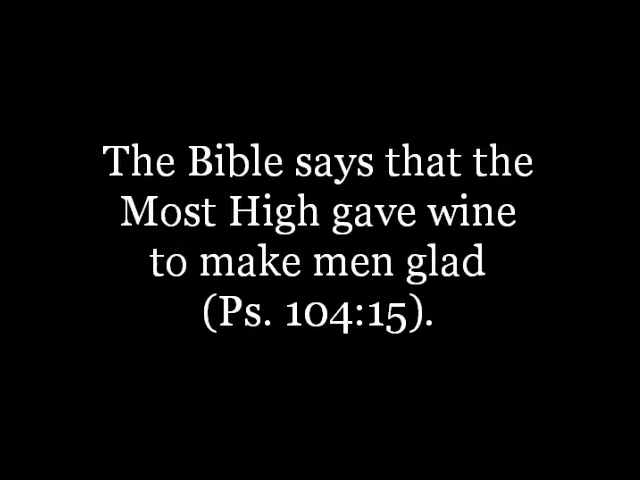 The Bible says that the
Most High gave wine
to make men glad
(Ps. 104:15).